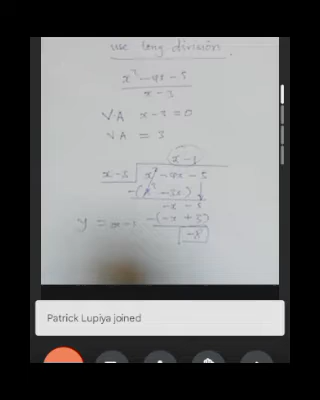 use long division.
x² - 4x - 5
x - 3
VA x - 3 = 0
VA = 3
x - 1
x - 3 x² - 4x - 5
-(x² - 3x)
-x - 5
y = x - 1 -(-x + 3)
-8
Patrick Lupiya joined